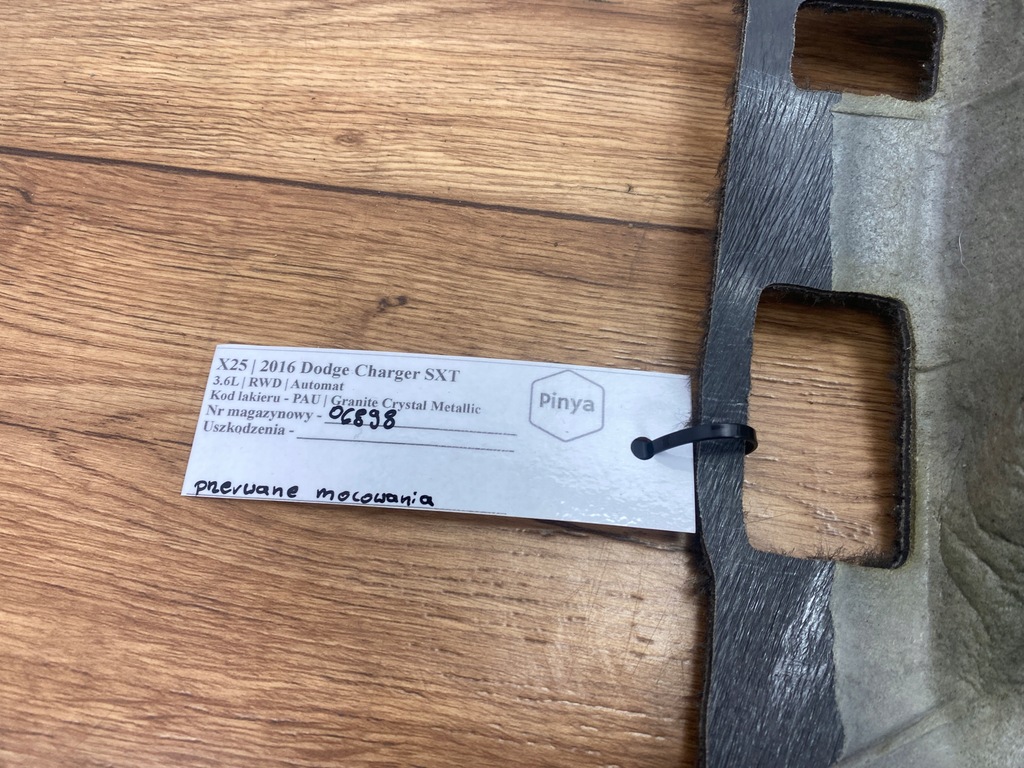 X25 | 2016 Dodge Charger SXT
3.6L | RWD | Automat
Kod lakieru - PAU | Granite Crystal Metallic
Nr magazynowy - 06898
Uszkodzenia -
przerwane mocowania
Pinya